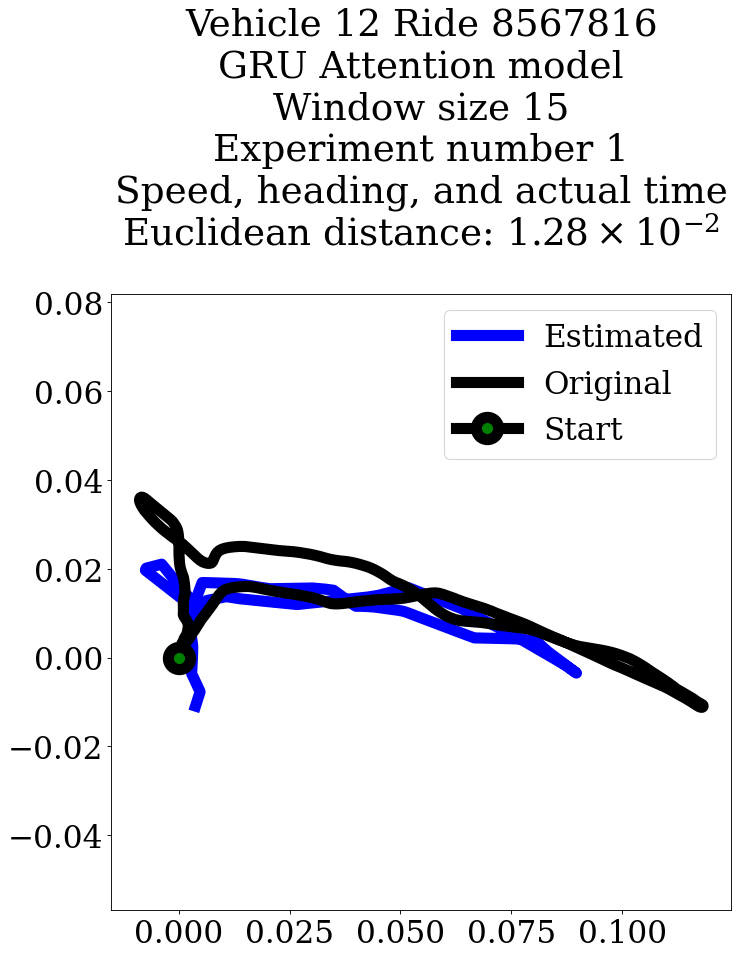 Vehicle 12 Ride 8567816
GRU Attention model
Window size 15
Experiment number 1
Speed, heading, and actual time
Euclidean distance: 1.28 × 10⁻²
Estimated
Original
Start
0.08
0.06
0.04
0.02
0.00
−0.02
−0.04
0.000 0.025 0.050 0.075 0.100